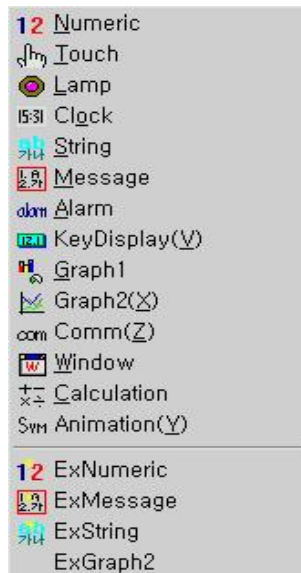 12 Numeric
Touch
Lamp
15:31 Clock
String
Message
alarm Alarm
KeyDisplay(V)
Graph1
Graph2(X)
com Comm(Z)
W Window
Calculation
Sym Animation(Y)
12 ExNumeric
ExMessage
ExString
ExGraph2